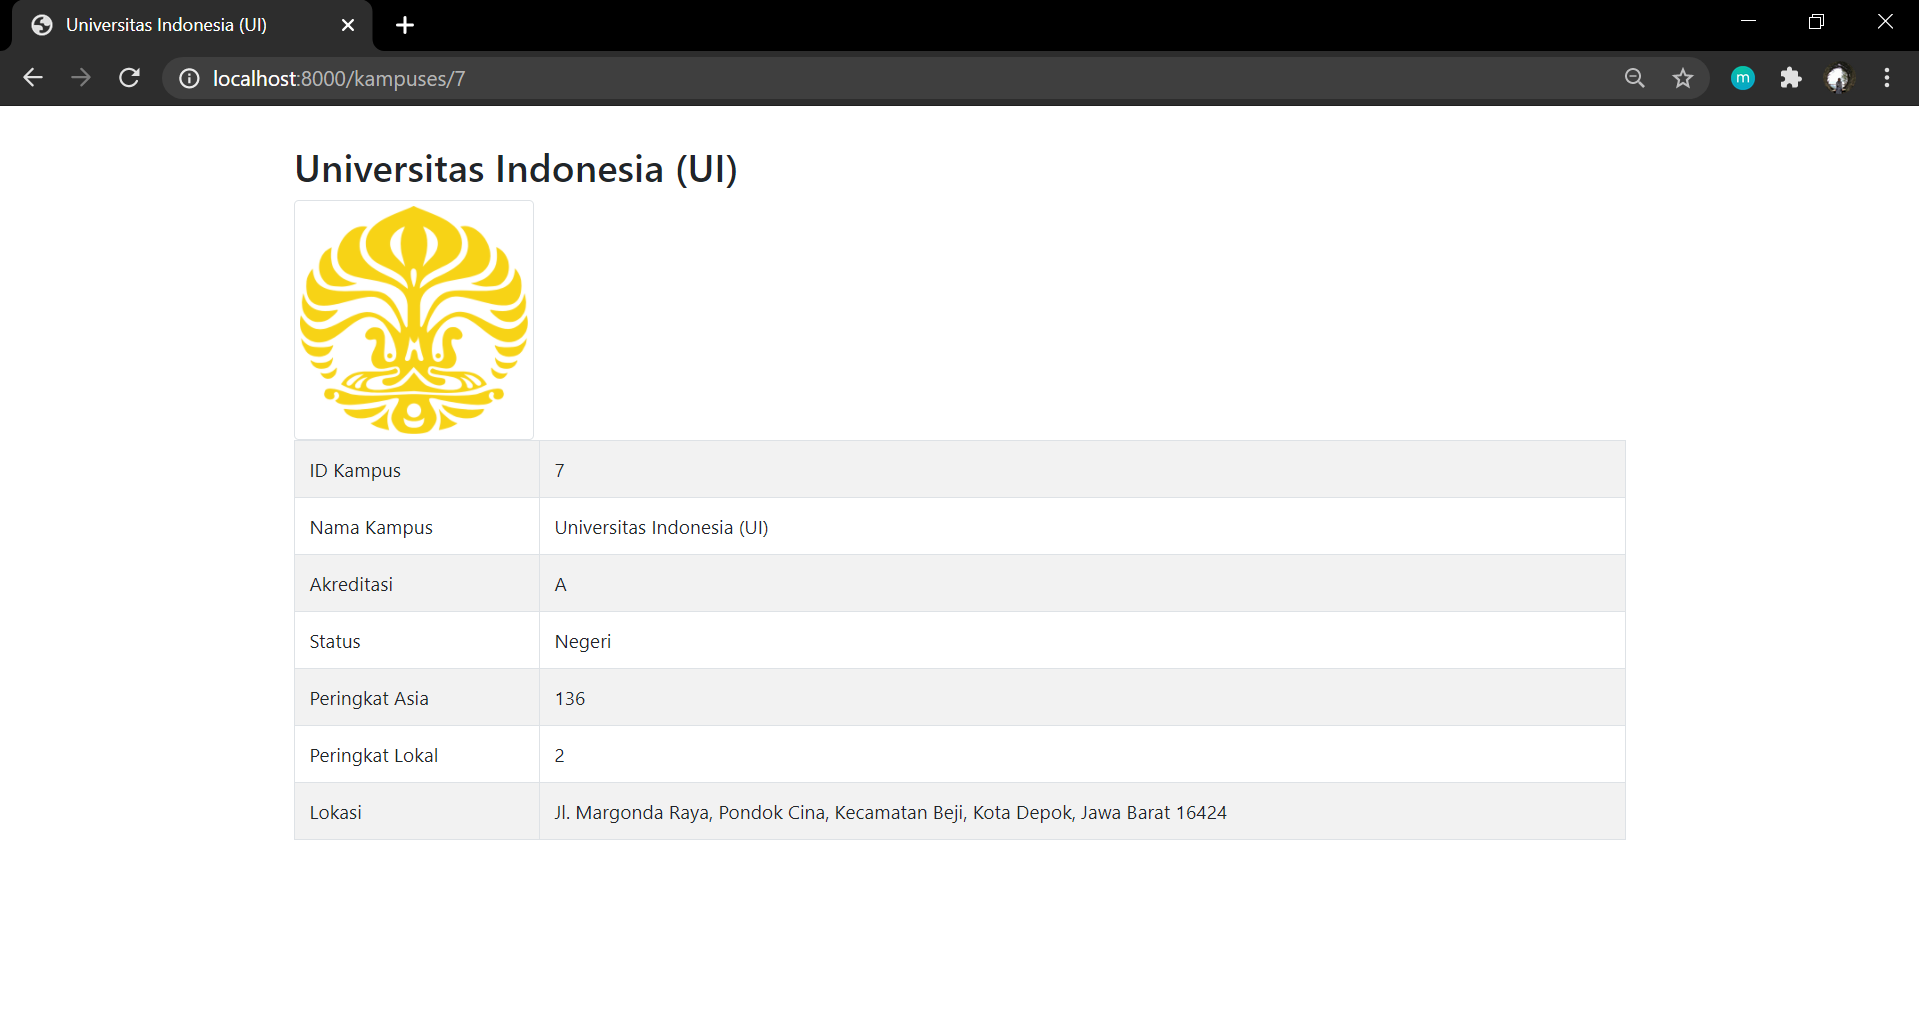 Universitas Indonesia (UI)
localhost:8000/kampuses/7
m
Universitas Indonesia (UI)
ID Kampus 7
Nama Kampus Universitas Indonesia (UI)
Akreditasi A
Status Negeri
Peringkat Asia 136
Peringkat Lokal 2
Lokasi Jl. Margonda Raya, Pondok Cina, Kecamatan Beji, Kota Depok, Jawa Barat 16424